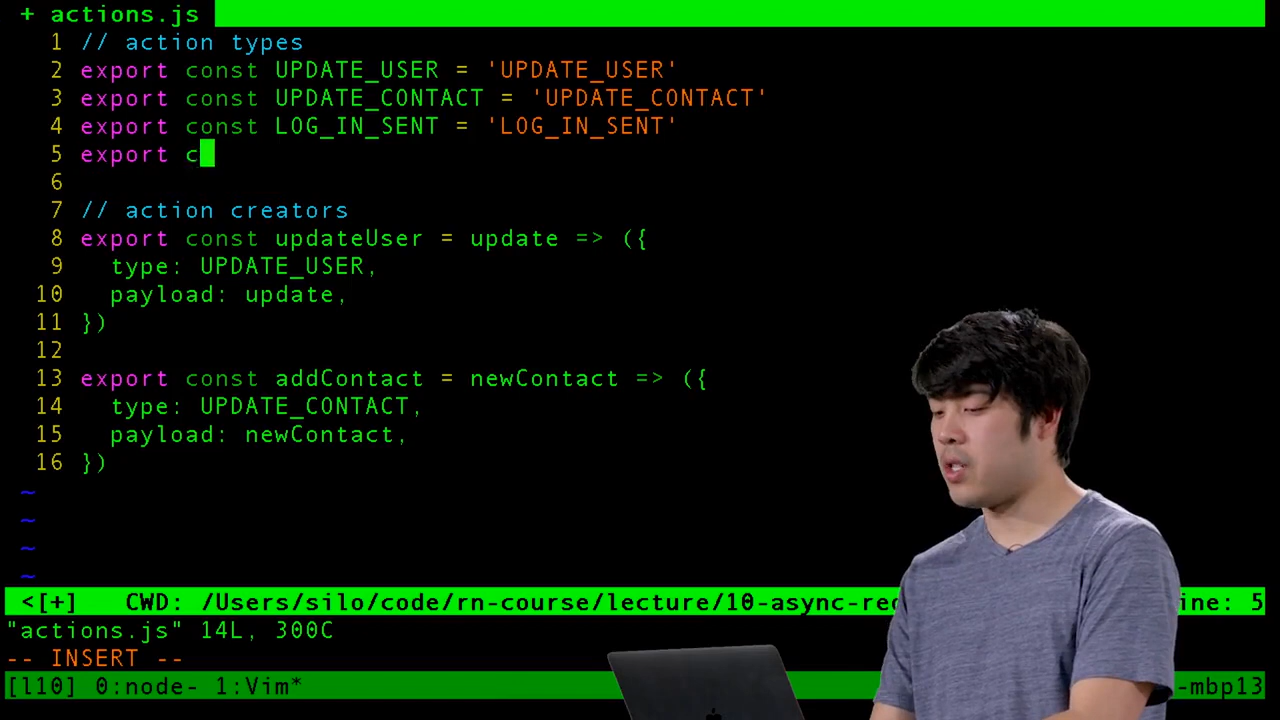 + actions.js
1 // action types
2 export const UPDATE_USER = 'UPDATE_USER'
3 export const UPDATE_CONTACT = 'UPDATE_CONTACT'
4 export const LOG_IN_SENT = 'LOG_IN_SENT'
5 export c
6
7 // action creators
8 export const updateUser = update => ({
9   type: UPDATE_USER,
10   payload: update,
11 })
12
13 export const addContact = newContact => ({
14   type: UPDATE_CONTACT,
15   payload: newContact,
16 })
~
~
~
~
<[+] CWD: /Users/silo/code/rn-course/lecture/10-async-red ine: 5
"actions.js" 14L, 300C
-- INSERT --
[l10] 0:node- 1:Vim* -mbp13